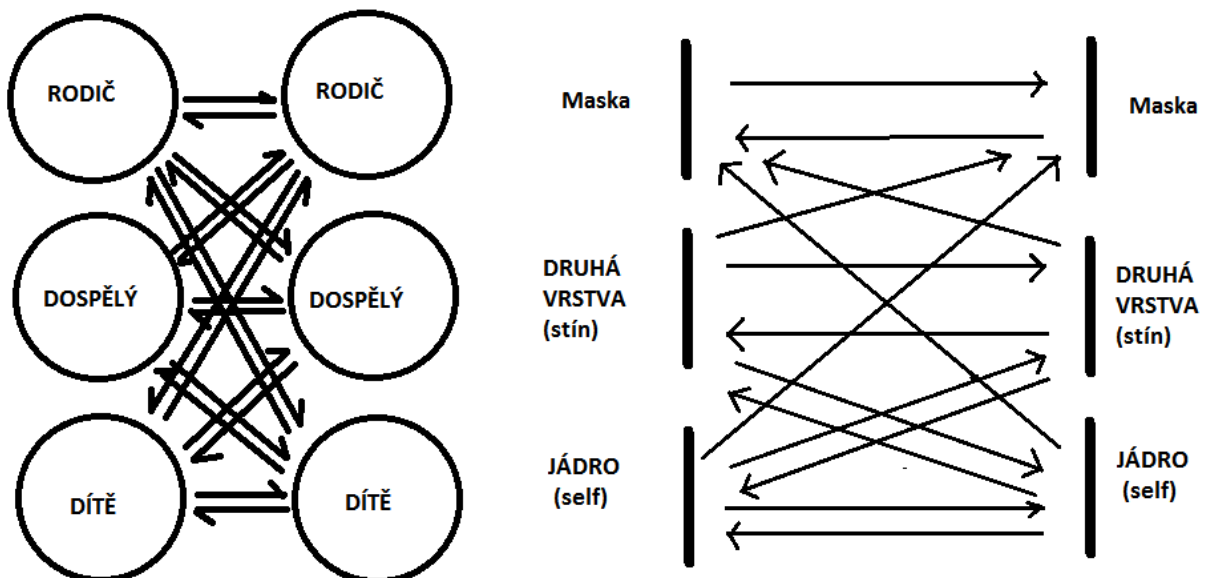 RODIČ
RODIČ
DOSPĚLÝ
DOSPĚLÝ
DÍTĚ
DÍTĚ
Maska
Maska
DRUHÁ
VRSTVA
(stín)
DRUHÁ
VRSTVA
(stín)
JÁDRO
(self)
JÁDRO
(self)